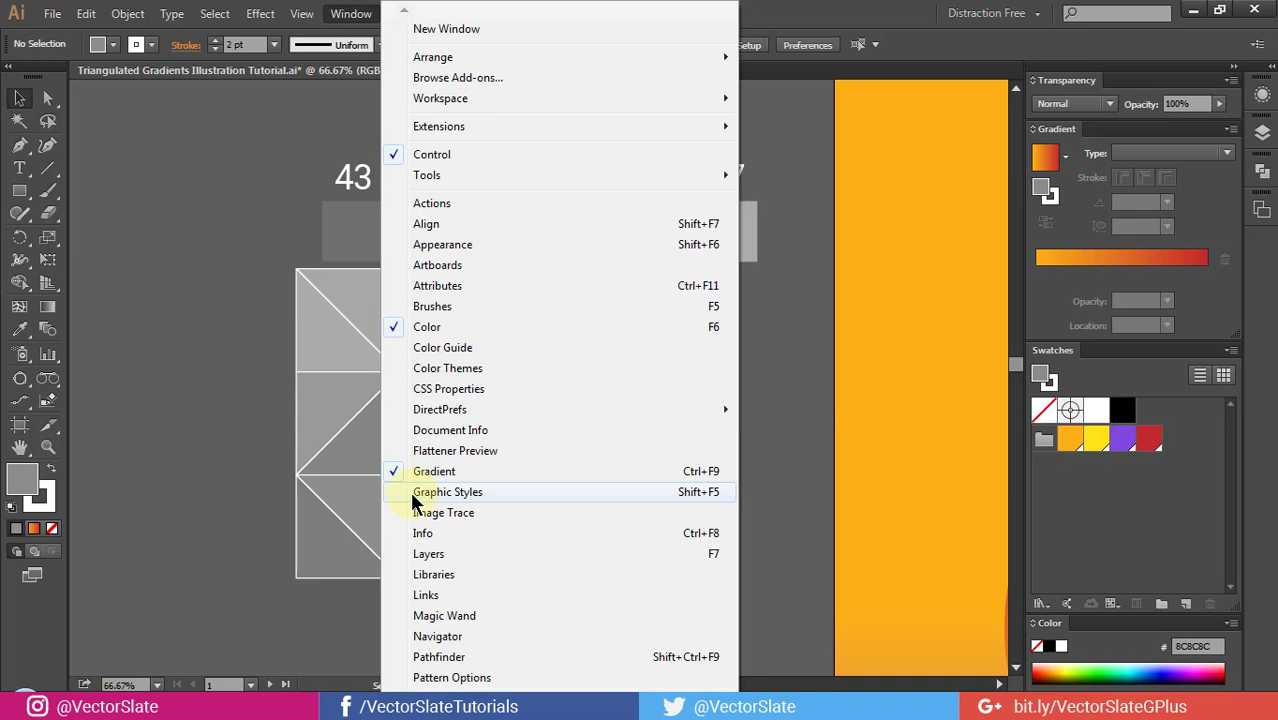 Ai File Edit Object Type Select Effect View Window Distraction Free
No Selection Stroke: 2 pt Uniform Setup Preferences
Triangulated Gradients Illustration Tutorial.ai* @ 66.67% (RGB
43 7
New Window
Arrange
Browse Add-ons...
Workspace
Extensions
Control
Tools
Actions
Align Shift+F7
Appearance Shift+F6
Artboards
Attributes Ctrl+F11
Brushes F5
Color F6
Color Guide
Color Themes
CSS Properties
DirectPrefs
Document Info
Flattener Preview
Gradient Ctrl+F9
Graphic Styles Shift+F5
Image Trace
Info Ctrl+F8
Layers F7
Libraries
Links
Magic Wand
Navigator
Pathfinder Shift+Ctrl+F9
Pattern Options
Transparency
Normal Opacity: 100%
Gradient
Type:
Stroke:
Opacity:
Location:
Swatches
Color
# 8C8C8C
66.67% 1 Sel
@VectorSlate /VectorSlateTutorials @VectorSlate bit.ly/VectorSlateGPlus